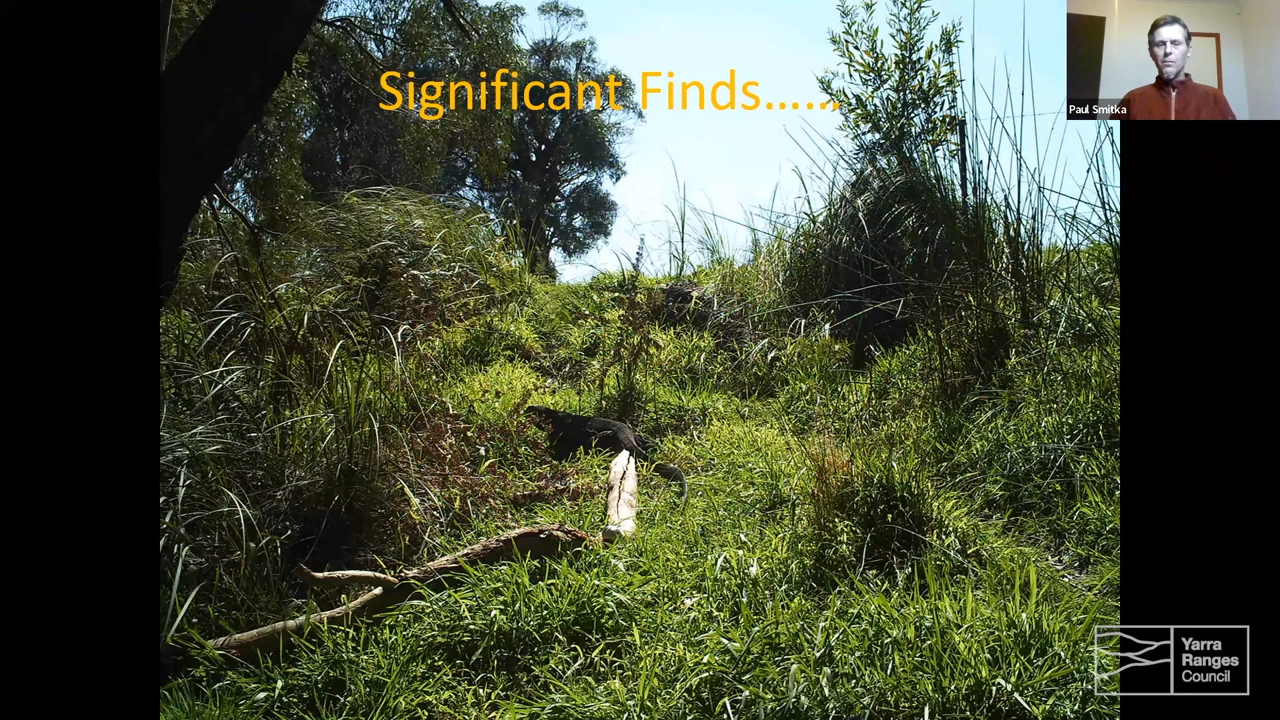 Significant Finds......
Paul Smitka
Yarra
Ranges
Council